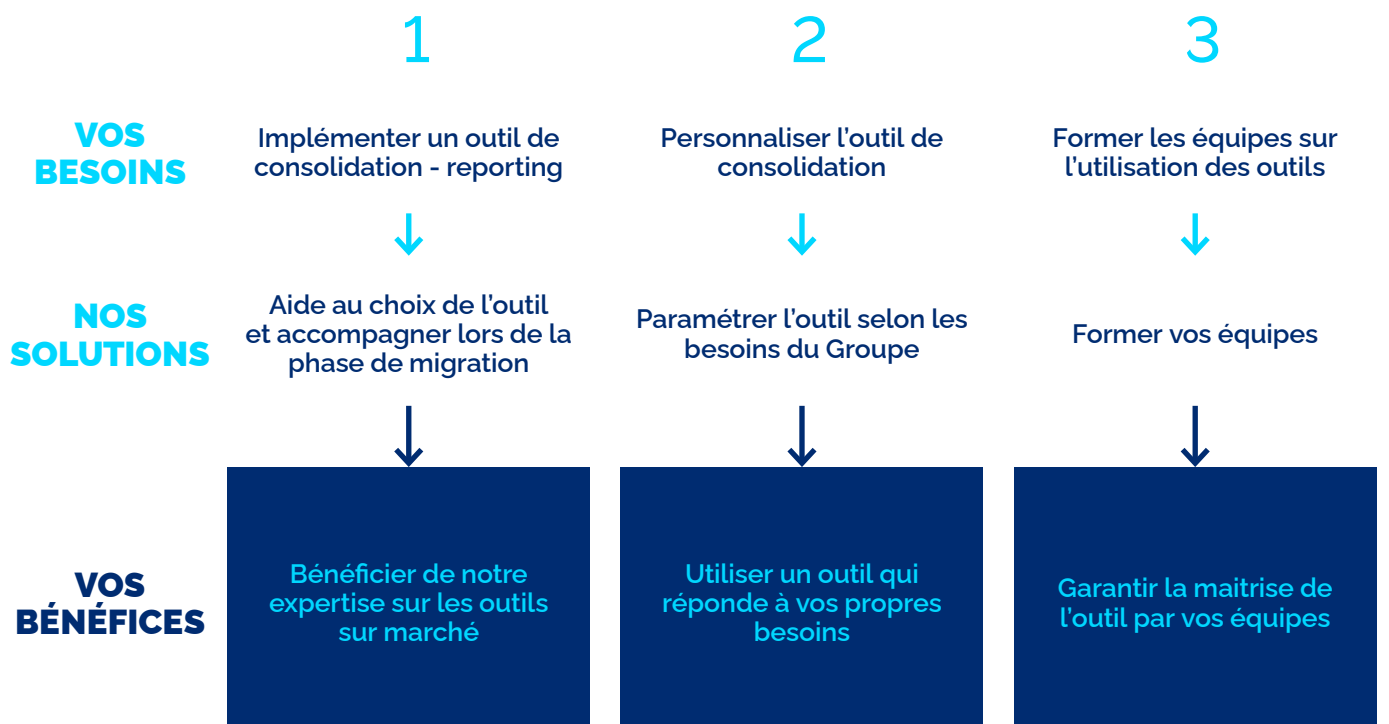 1
2
3
VOS
BESOINS
Implémenter un outil de
consolidation - reporting
Personnaliser l'outil de
consolidation
Former les équipes sur
l'utilisation des outils
NOS
SOLUTIONS
Aide au choix de l'outil
et accompagner lors de la
phase de migration
Paramétrer l'outil selon les
besoins du Groupe
Former vos équipes
VOS
BÉNÉFICES
Bénéficier de notre
expertise sur les outils
sur marché
Utiliser un outil qui
réponde à vos propres
besoins
Garantir la maitrise de
l'outil par vos équipes